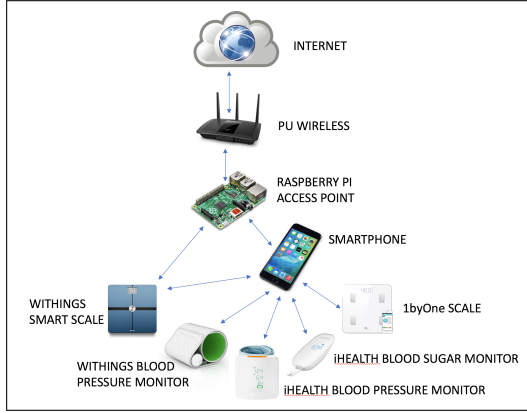 INTERNET
PU WIRELESS
RASPBERRY PI
ACCESS POINT
SMARTPHONE
WITHINGS
SMART SCALE
1byOne SCALE
iHEALTH BLOOD SUGAR MONITOR
WITHINGS BLOOD
PRESSURE MONITOR
iHEALTH BLOOD PRESSURE MONITOR